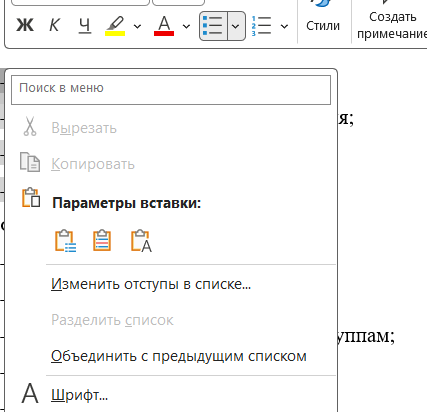 Ж К Ч А Стили Создать примечание
я;
Поиск в меню
Вырезать
Копировать
Параметры вставки:
Изменить отступы в списке...
Разделить список
уппам;
Объединить с предыдущим списком
Шрифт...